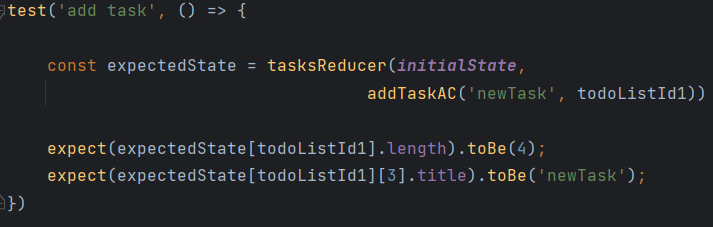 test('add task', () => {
const expectedState = tasksReducer(initialState,
addTaskAC('newTask', todoListId1))
expect(expectedState[todoListId1].length).toBe(4);
expect(expectedState[todoListId1][3].title).toBe('newTask');
})